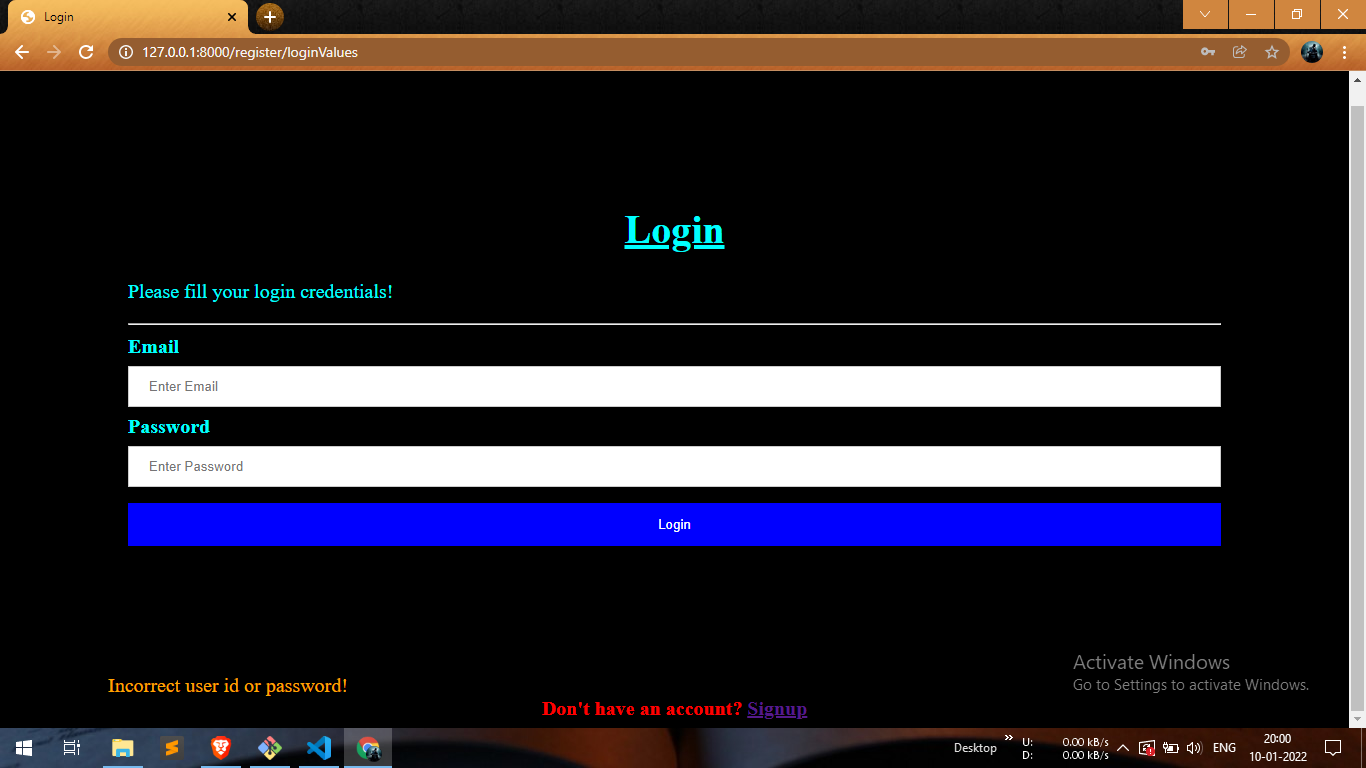 Login
127.0.0.1:8000/register/loginValues
Login
Please fill your login credentials!
Email
Enter Email
Password
Enter Password
Login
Activate Windows
Go to Settings to activate Windows.
Incorrect user id or password!
Don't have an account? Signup
Desktop
U: 0.00 kB/s
D: 0.00 kB/s
ENG
20:00
10-01-2022